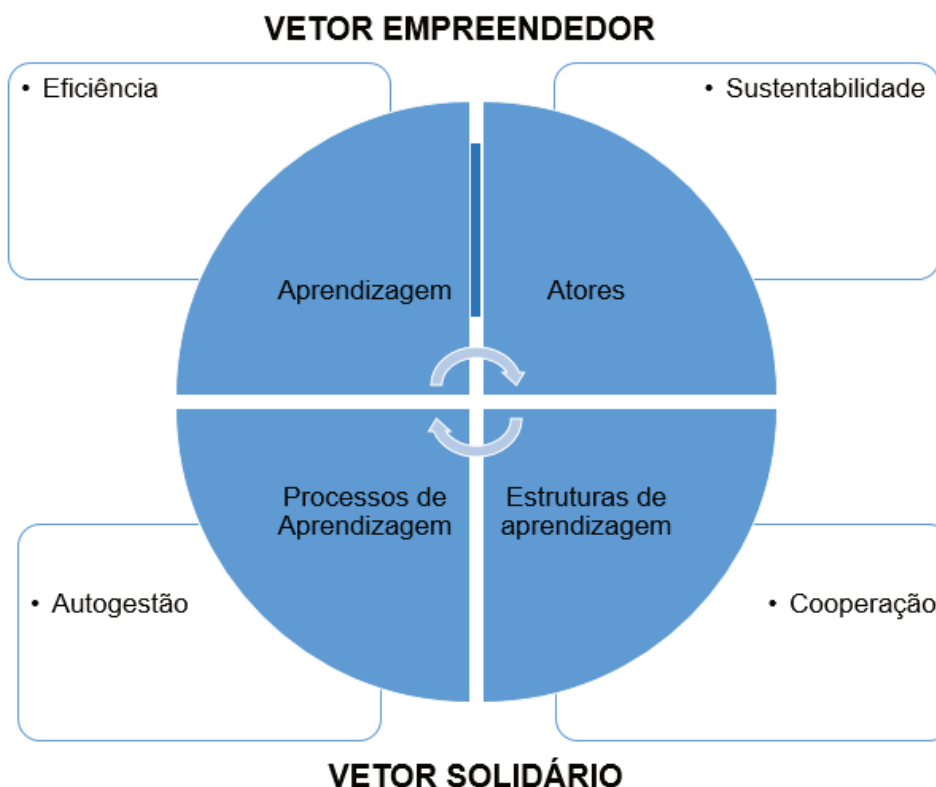 VETOR EMPREENDEDOR
• Eficiência
• Sustentabilidade
Aprendizagem
Atores
Processos de
Aprendizagem
Estruturas de
aprendizagem
• Autogestão
• Cooperação
VETOR SOLIDÁRIO